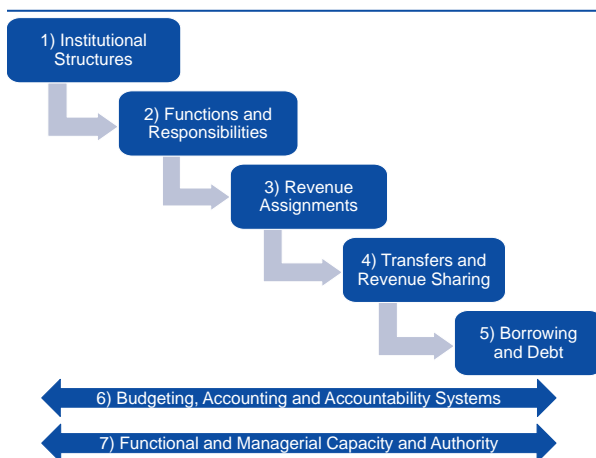 1) Institutional
Structures
2) Functions and
Responsibilities
3) Revenue
Assignments
4) Transfers and
Revenue Sharing
5) Borrowing
and Debt
6) Budgeting, Accounting and Accountability Systems
7) Functional and Managerial Capacity and Authority